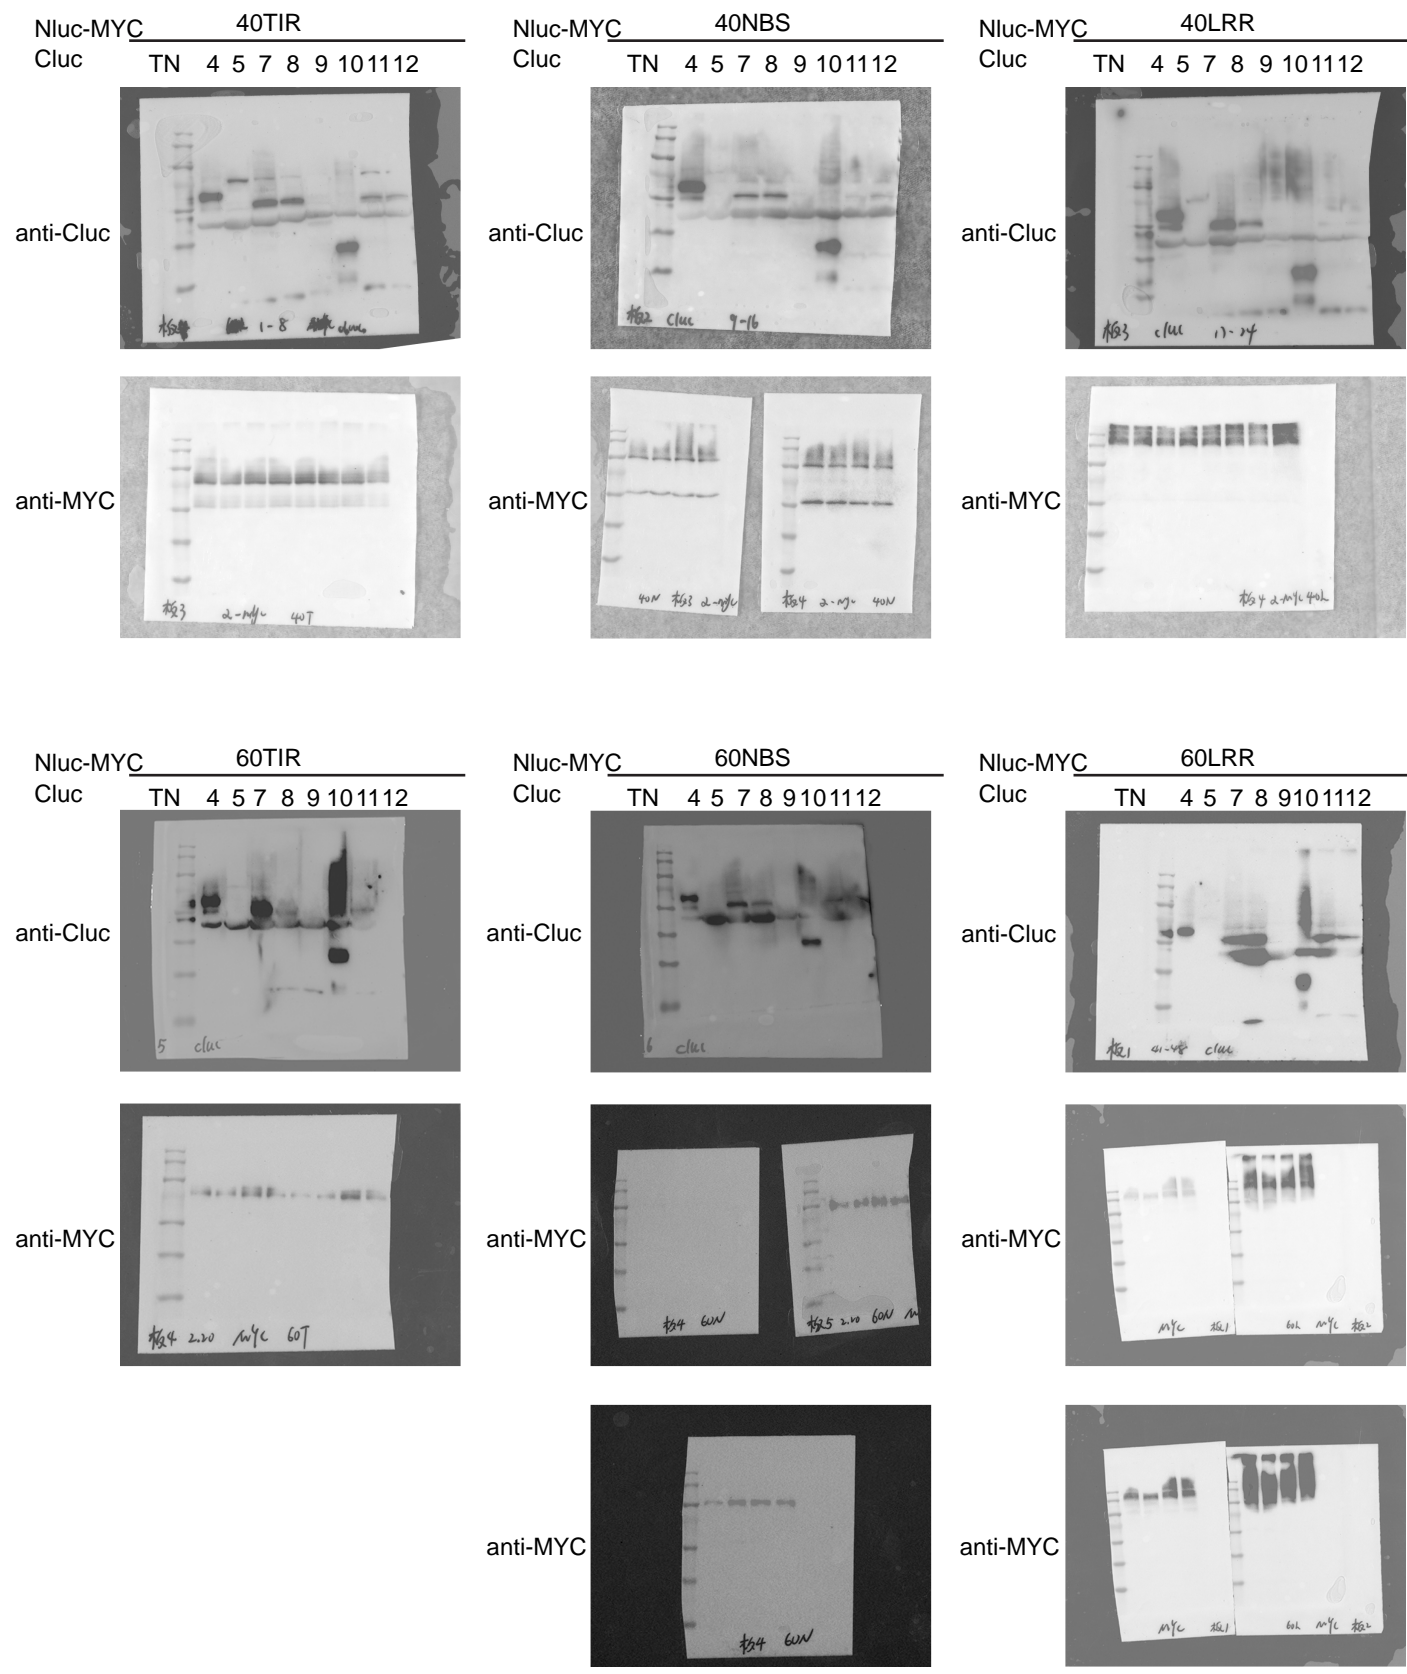 Nluc-MYC 40TIR
Cluc TN 4 5 7 8 9 10 11 12
anti-Cluc
1-8
anti-MYC
板3 2-myc 40T
Nluc-MYC 40NBS
Cluc TN 4 5 7 8 9 10 11 12
anti-Cluc
板2 cluc 9-16
anti-MYC
40N 板3 2-myc
板4 2-myc 40N
Nluc-MYC 40LRR
Cluc TN 4 5 7 8 9 10 11 12
anti-Cluc
板3 cluc 17-24
anti-MYC
板4 2-Myc 40L
Nluc-MYC 60TIR
Cluc TN 4 5 7 8 9 10 11 12
anti-Cluc
5 cluc
anti-MYC
板4 2.20 MYC 60T
Nluc-MYC 60NBS
Cluc TN 4 5 7 8 9 10 11 12
anti-Cluc
6 cluc
anti-MYC
板4 60N
板5 2.20 60N M
anti-MYC
板4 60N
Nluc-MYC 60LRR
Cluc TN 4 5 7 8 9 10 11 12
anti-Cluc
板1 41-48 cluc
anti-MYC
MYC 板1
60L MYC 板2
anti-MYC
MYC 板1
60L MYC 板2